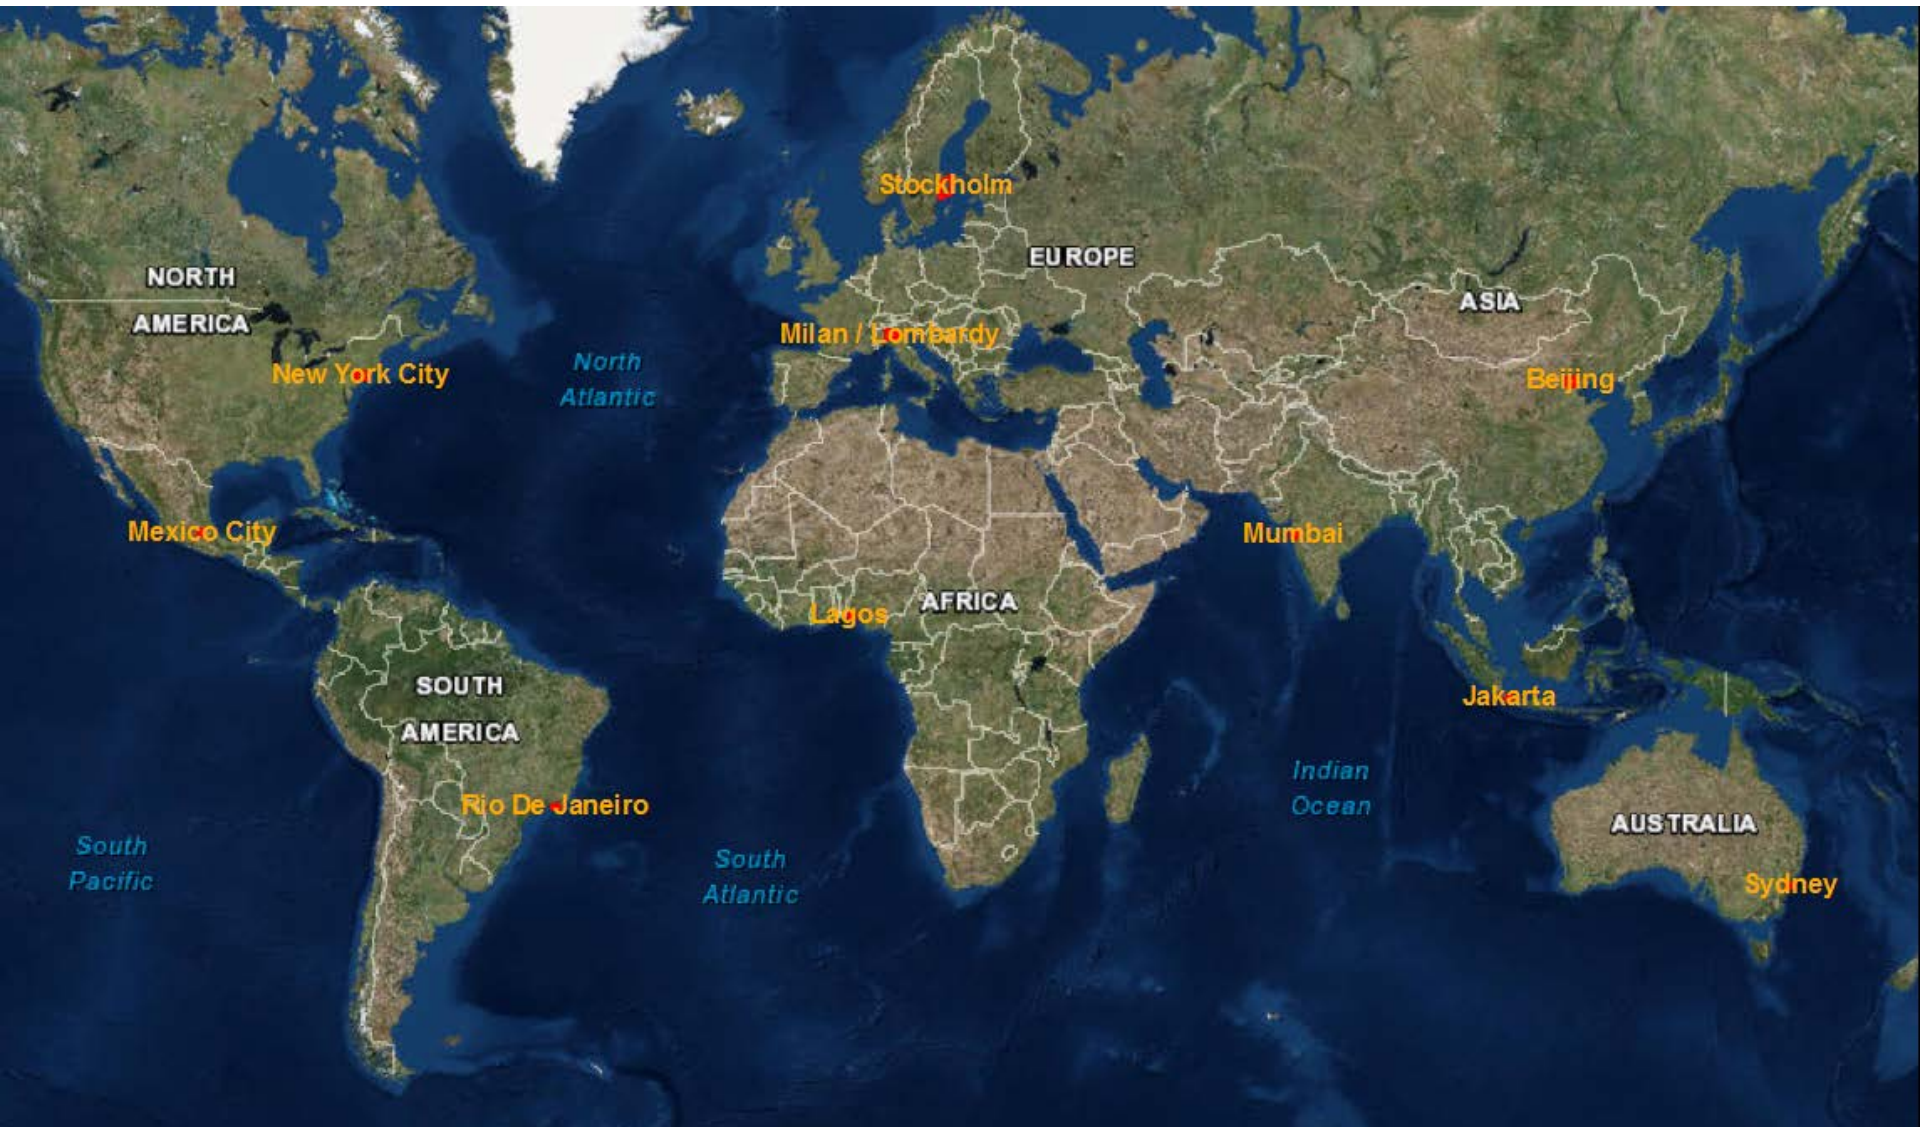 Stockholm
EUROPE
NORTH
AMERICA
ASIA
Milan / Lombardy
North
Atlantic
New York City
Beijing
Mexico City
Mumbai
AFRICA
Lagos
SOUTH
AMERICA
Jakarta
Indian
Ocean
Rio De Janeiro
AUSTRALIA
South
Pacific
South
Atlantic
Sydney